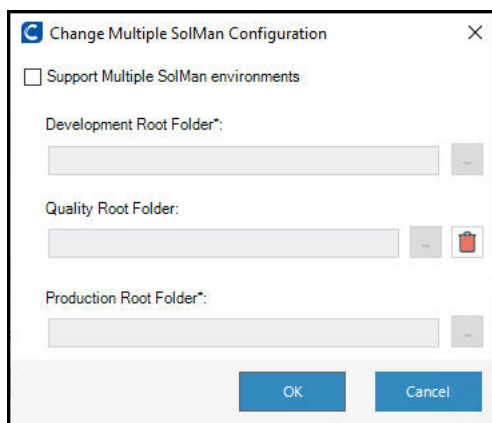 Change Multiple SolMan Configuration
Support Multiple SolMan environments
Development Root Folder*:
...
Quality Root Folder:
...
Production Root Folder*:
...
OK Cancel